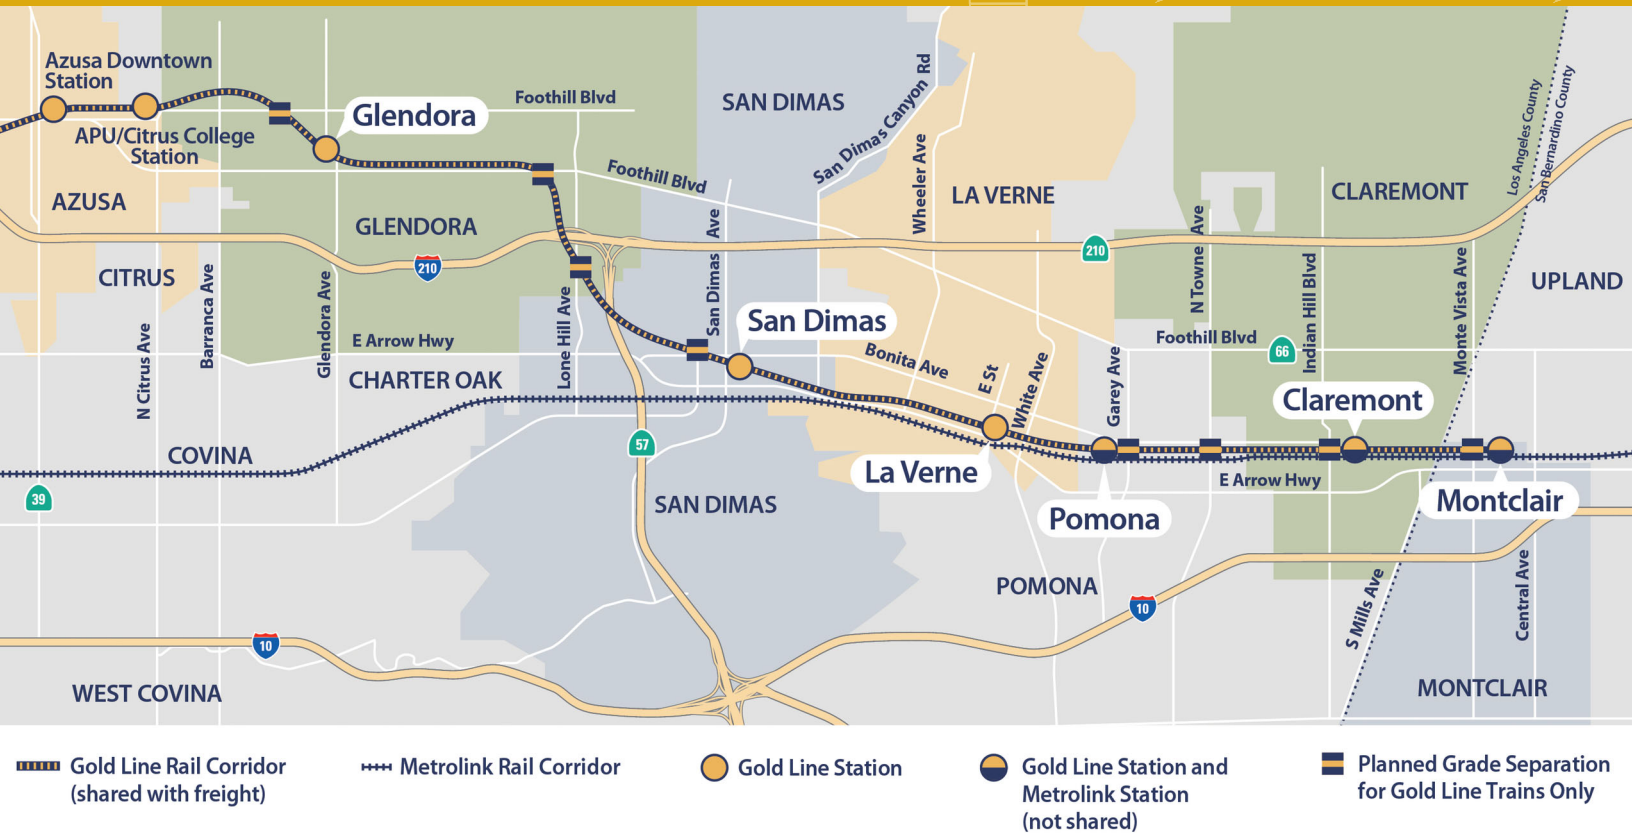 Azusa Downtown
Station
APU/Citrus College
Station
Glendora
Foothill Blvd
SAN DIMAS
San Dimas Canyon Rd
Wheeler Ave
LA VERNE
CLAREMONT
Los Angeles County
San Bernardino County
AZUSA
Foothill Blvd
GLENDORA
San Dimas Ave
210
210
N Towne Ave
CITRUS
Barranca Ave
Glendora Ave
Lone Hill Ave
Indian Hill Blvd
Monte Vista Ave
UPLAND
N Citrus Ave
E Arrow Hwy
San Dimas
Foothill Blvd
66
CHARTER OAK
Bonita Ave
E St
White Ave
Garey Ave
Claremont
COVINA
57
La Verne
E Arrow Hwy
39
SAN DIMAS
Pomona
Montclair
POMONA
10
S Mills Ave
Central Ave
10
WEST COVINA
MONTCLAIR
Gold Line Rail Corridor
(shared with freight)
Metrolink Rail Corridor
Gold Line Station
Gold Line Station and
Metrolink Station
(not shared)
Planned Grade Separation
for Gold Line Trains Only